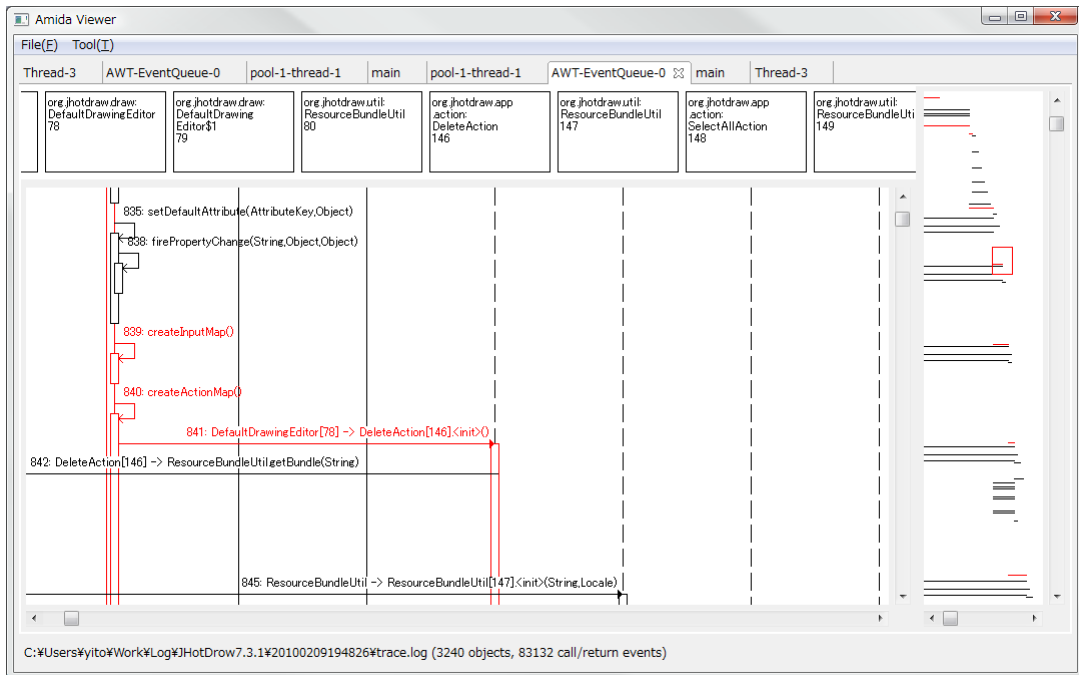 Amida Viewer
File(F) Tool(T)
Thread-3 AWT-EventQueue-0 pool-1-thread-1 main pool-1-thread-1 AWT-EventQueue-0 main Thread-3
org.jhotdraw.draw:
DefaultDrawingEditor
78
org.jhotdraw.draw:
DefaultDrawing
Editor$1
79
org.jhotdraw.util:
ResourceBundleUtil
80
org.jhotdraw.app
.action:
DeleteAction
146
org.jhotdraw.util:
ResourceBundleUtil
147
org.jhotdraw.app
.action:
SelectAllAction
148
org.jhotdraw.util:
ResourceBundleUti
149
835: setDefaultAttribute(AttributeKey,Object)
838: firePropertyChange(String,Object,Object)
839: createInputMap()
840: createActionMap()
841: DefaultDrawingEditor[78] -> DeleteAction[146].<init>()
842: DeleteAction[146] -> ResourceBundleUtil.getBundle(String)
845: ResourceBundleUtil -> ResourceBundleUtil[147].<init>(String,Locale)
C:¥Users¥yito¥Work¥Log¥JHotDrow7.3.1¥20100209194826¥trace.log (3240 objects, 83132 call/return events)